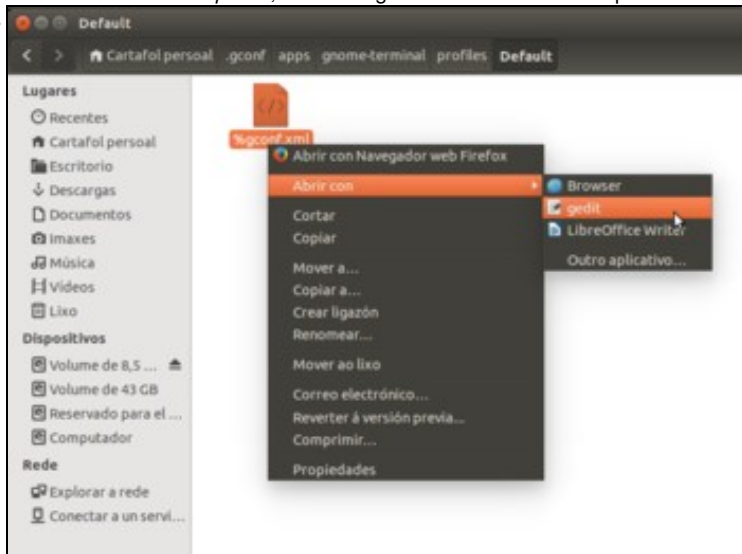 Default
Cartafol persoal .gconf apps gnome-terminal profiles Default
Lugares
Recentes
Cartafol persoal
Escritorio
Descargas
Documentos
Imaxes
Música
Vídeos
Lixo
Dispositivos
Volume de 8,5 ...
Volume de 43 GB
Reservado para el ...
Computador
Rede
Explorar a rede
Conectar a un servi...
%gconf.xml
Abrir con Navegador web Firefox
Abrir con
Cortar
Copiar
Mover a...
Copiar a...
Crear ligazón
Renomear...
Mover ao lixo
Correo electrónico...
Reverter á versión previa...
Comprimir...
Propiedades
Browser
gedit
LibreOffice Writer
Outro aplicativo...